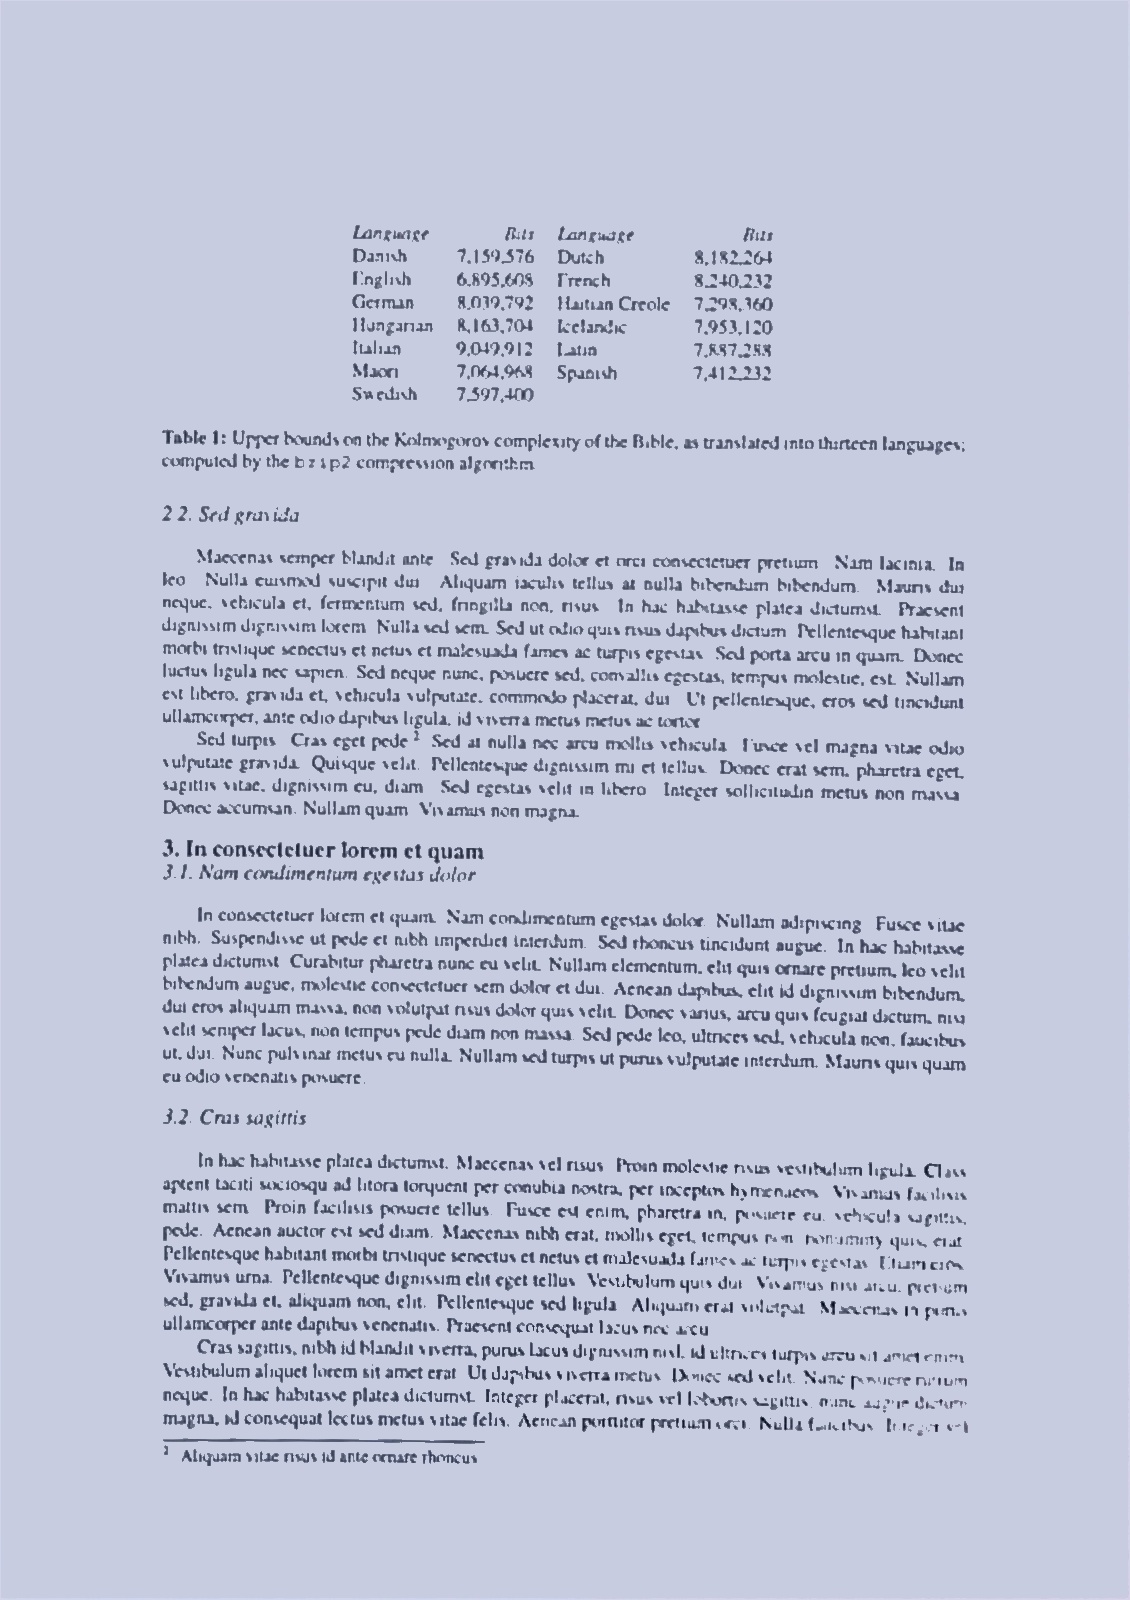 Language Bits Language Bits
Danish 7,159,576 Dutch 8,182,264
English 6,895,608 French 8,240,232
German 8,039,792 Haitian Creole 7,298,360
Hungarian 8,163,704 Icelandic 7,953,120
Italian 9,049,912 Latin 7,887,288
Maori 7,064,968 Spanish 7,412,232
Swedish 7,597,400
Table 1: Upper bounds on the Kolmogorov complexity of the Bible, as translated into thirteen languages;
computed by the bzip2 compression algorithm
2.2. Sed gravida
Maecenas semper blandit ante. Sed gravida dolor et orci consectetuer pretium. Nam lacinia. In
leo. Nulla euismod suscipit dui. Aliquam iaculis tellus at nulla bibendum bibendum. Mauris dui
neque, vehicula et, fermentum sed, fringilla non, risus. In hac habitasse platea dictumst. Praesent
dignissim dignissim lorem. Nulla sed sem. Sed ut odio quis risus dapibus dictum. Pellentesque habitant
morbi tristique senectus et netus et malesuada fames ac turpis egestas. Sed porta arcu in quam. Donec
luctus ligula nec sapien. Sed neque nunc, posuere sed, convallis egestas, tempus molestie, est. Nullam
est libero, gravida et, vehicula vulputate, commodo placerat, dui. Ut pellentesque, eros sed tincidunt
ullamcorper, ante odio dapibus ligula, id viverra metus metus ac tortor.
Sed turpis. Cras eget pede.2 Sed at nulla nec arcu mollis vehicula. Fusce vel magna vitae odio
vulputate gravida. Quisque velit. Pellentesque dignissim mi et tellus. Donec erat sem, pharetra eget,
sagittis vitae, dignissim eu, diam. Sed egestas velit in libero. Integer sollicitudin metus non massa.
Donec accumsan. Nullam quam. Vivamus non magna.
3. In consectetuer lorem et quam
3.1. Nam condimentum egestas dolor
In consectetuer lorem et quam. Nam condimentum egestas dolor. Nullam adipiscing. Fusce vitae
nibh. Suspendisse ut pede et nibh imperdiet interdum. Sed rhoncus tincidunt augue. In hac habitasse
platea dictumst. Curabitur pharetra nunc eu velit. Nullam elementum, elit quis ornare pretium, leo velit
bibendum augue, molestie consectetuer sem dolor et dui. Aenean dapibus, elit id dignissim bibendum,
dui eros aliquam massa, non volutpat risus dolor quis velit. Donec varius, arcu quis feugiat dictum, nisi
velit semper lacus, non tempus pede diam non massa. Sed pede leo, ultrices sed, vehicula non, faucibus
ut, dui. Nunc pulvinar metus eu nulla. Nullam sed turpis ut purus vulputate interdum. Mauris quis quam
eu odio venenatis posuere.
3.2. Cras sagittis
In hac habitasse platea dictumst. Maecenas vel risus. Proin molestie risus vestibulum ligula. Class
aptent taciti sociosqu ad litora torquent per conubia nostra, per inceptos hymenaeos. Vivamus facilisis
mattis sem. Proin facilisis posuere tellus. Fusce est enim, pharetra in, posuere eu, vehicula sagittis,
pede. Aenean auctor est sed diam. Maecenas nibh erat, mollis eget, tempus non, nonummy quis, erat.
Pellentesque habitant morbi tristique senectus et netus et malesuada fames ac turpis egestas. Etiam eros.
Vivamus urna. Pellentesque dignissim elit eget tellus. Vestibulum quis dui. Vivamus nisi arcu, pretium
sed, gravida et, aliquam non, elit. Pellentesque sed ligula. Aliquam erat volutpat. Maecenas in purus
ullamcorper ante dapibus venenatis. Praesent consequat lacus nec arcu.
Cras sagittis, nibh id blandit viverra, purus lacus dignissim nisl, id ultrices turpis arcu sit amet enim.
Vestibulum aliquet lorem sit amet erat. Ut dapibus viverra metus. Donec sed velit. Nunc posuere rutrum
neque. In hac habitasse platea dictumst. Integer placerat, risus vel lobortis sagittis, nunc augue dictum
magna, id consequat lectus metus vitae felis. Aenean porttitor pretium orci. Nulla faucibus. Integer vel
2 Aliquam vitae risus id ante ornare rhoncus